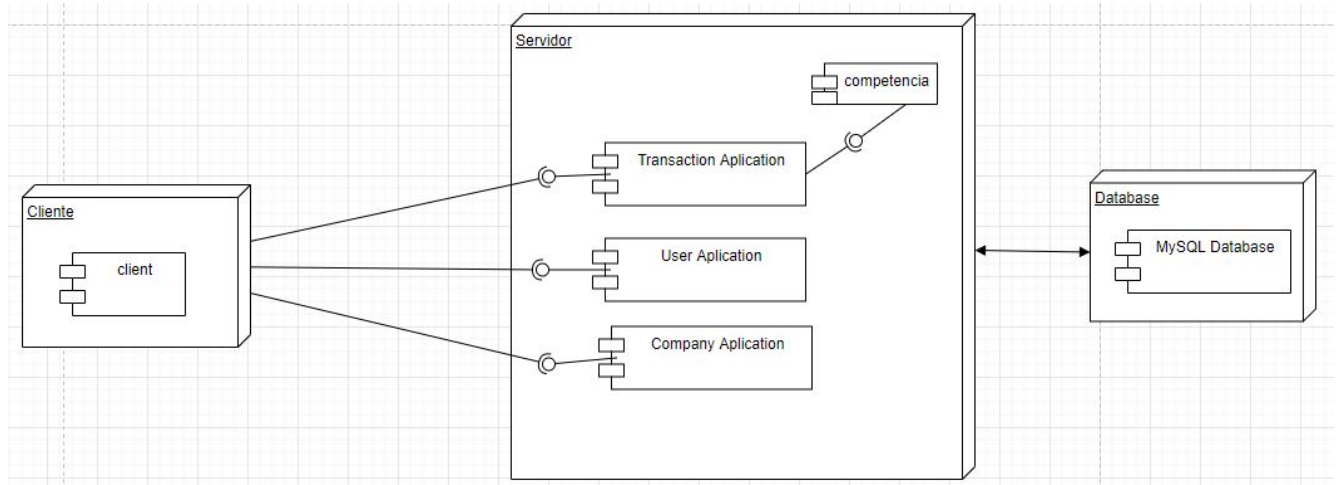 Servidor
competencia
Transaction Aplication
Cliente
client
User Aplication
Company Aplication
Database
MySQL Database